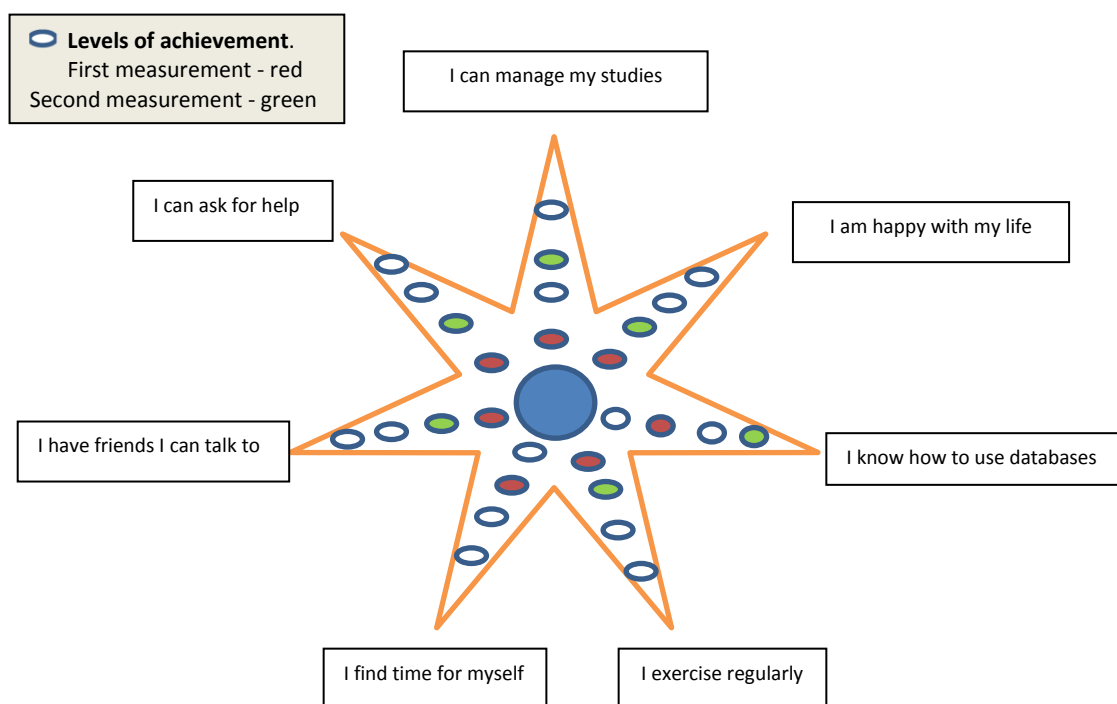 Levels of achievement.
First measurement - red
Second measurement - green
I can manage my studies
I can ask for help
I am happy with my life
I have friends I can talk to
I know how to use databases
I find time for myself
I exercise regularly